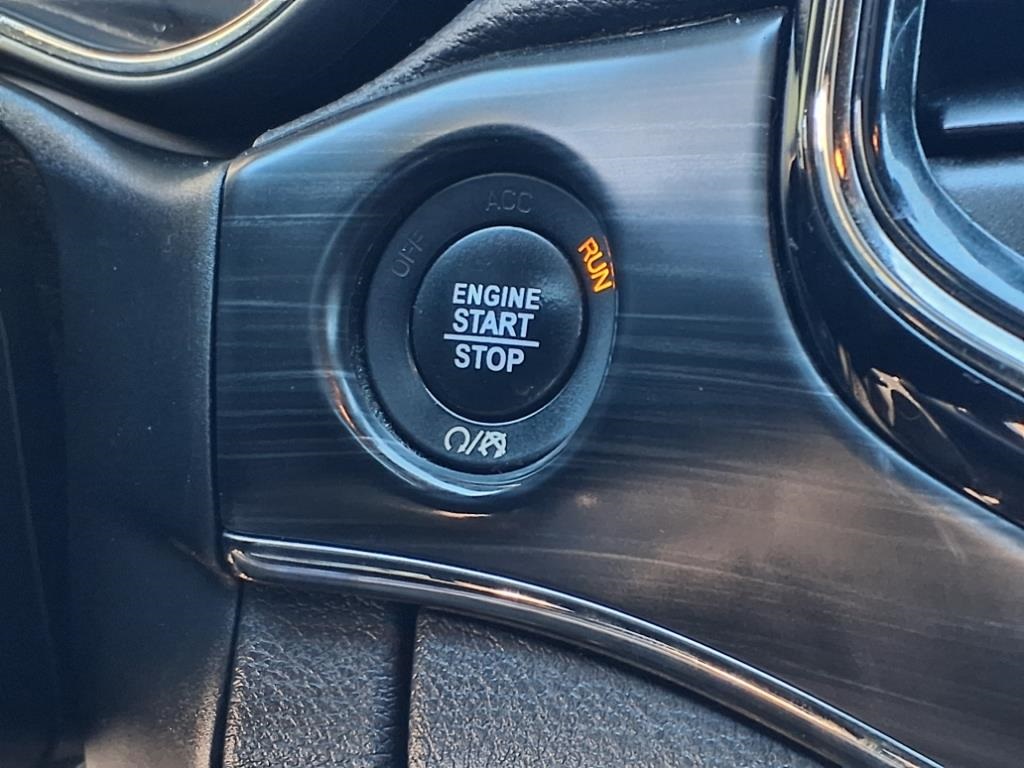 ACC
OFF
RUN
ENGINE
START
STOP